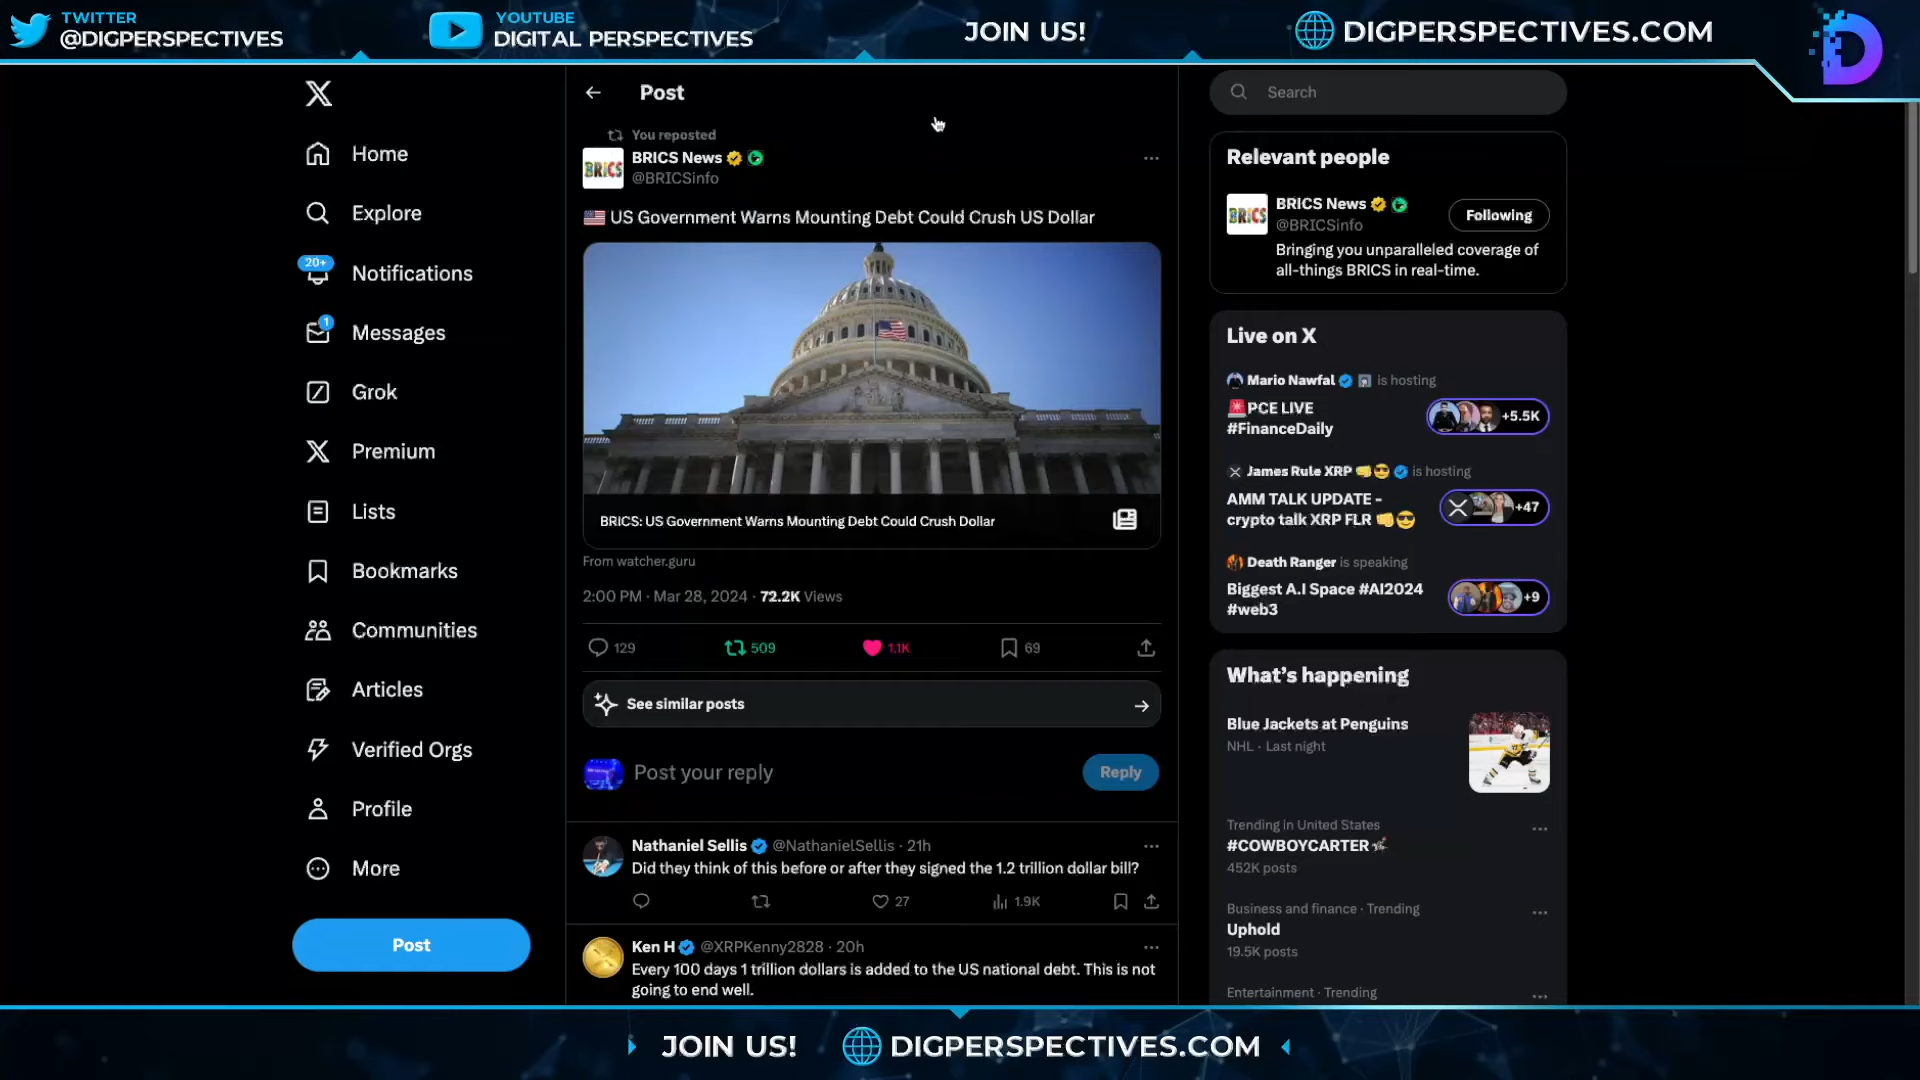 TWITTER
@DIGPERSPECTIVES
YOUTUBE
DIGITAL PERSPECTIVES
JOIN US!
DIGPERSPECTIVES.COM
Home
Explore
20+
Notifications
1
Messages
Grok
Premium
Lists
Bookmarks
Communities
Articles
Verified Orgs
Profile
More
Post
Post
You reposted
BRICS
BRICS News
@BRICSinfo
🇺🇸 US Government Warns Mounting Debt Could Crush US Dollar
BRICS: US Government Warns Mounting Debt Could Crush Dollar
From watcher.guru
2:00 PM · Mar 28, 2024 · 72.2K Views
129 509 1.1K 69
See similar posts
Post your reply
Reply
Nathaniel Sellis @NathanielSellis · 21h
Did they think of this before or after they signed the 1.2 trillion dollar bill?
27 1.9K
Ken H @XRPKenny2828 · 20h
Every 100 days 1 trillion dollars is added to the US national debt. This is not
going to end well.
Search
Relevant people
BRICS
BRICS News
@BRICSinfo
Following
Bringing you unparalleled coverage of
all-things BRICS in real-time.
Live on X
Mario Nawfal is hosting
🚨PCE LIVE
#FinanceDaily
+5.5K
James Rule XRP 👊😎 is hosting
AMM TALK UPDATE -
crypto talk XRP FLR 👊😎
+47
Death Ranger is speaking
Biggest A.I Space #AI2024
#web3
+9
What's happening
Blue Jackets at Penguins
NHL · Last night
Trending in United States
#COWBOYCARTER
452K posts
Business and finance · Trending
Uphold
19.5K posts
Entertainment · Trending
JOIN US!
DIGPERSPECTIVES.COM